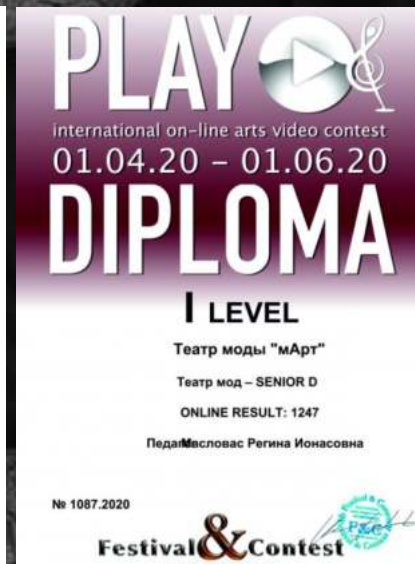 PLAY
international on-line arts video contest
01.04.20 – 01.06.20
DIPLOMA
I LEVEL
Театр моды "мАрт"
Театр мод – SENIOR D
ONLINE RESULT: 1247
Регина Ионасовна
№ 1087.2020
Festival & Contest